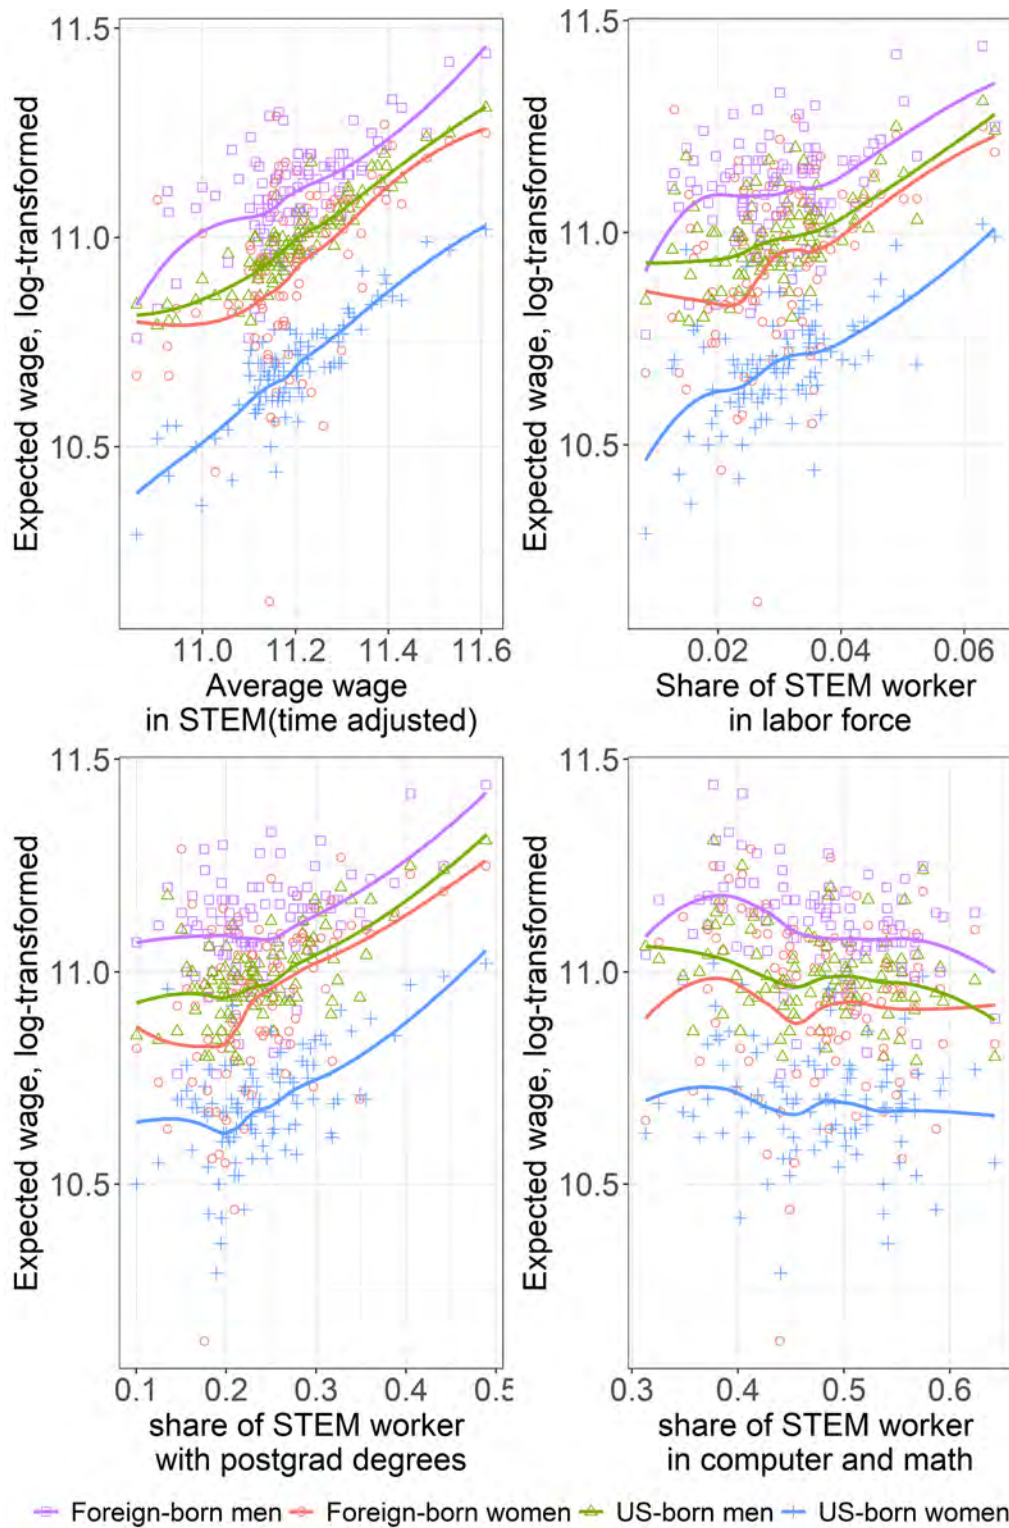 11.5
11.0
10.5
Expected wage, log-transformed
11.0 11.2 11.4 11.6
Average wage
in STEM(time adjusted)
11.5
11.0
10.5
Expected wage, log-transformed
0.02 0.04 0.06
Share of STEM worker
in labor force
11.5
11.0
10.5
Expected wage, log-transformed
0.1 0.2 0.3 0.4 0.5
share of STEM worker
with postgrad degrees
11.5
11.0
10.5
Expected wage, log-transformed
0.3 0.4 0.5 0.6
share of STEM worker
in computer and math
Foreign-born men Foreign-born women US-born men US-born women